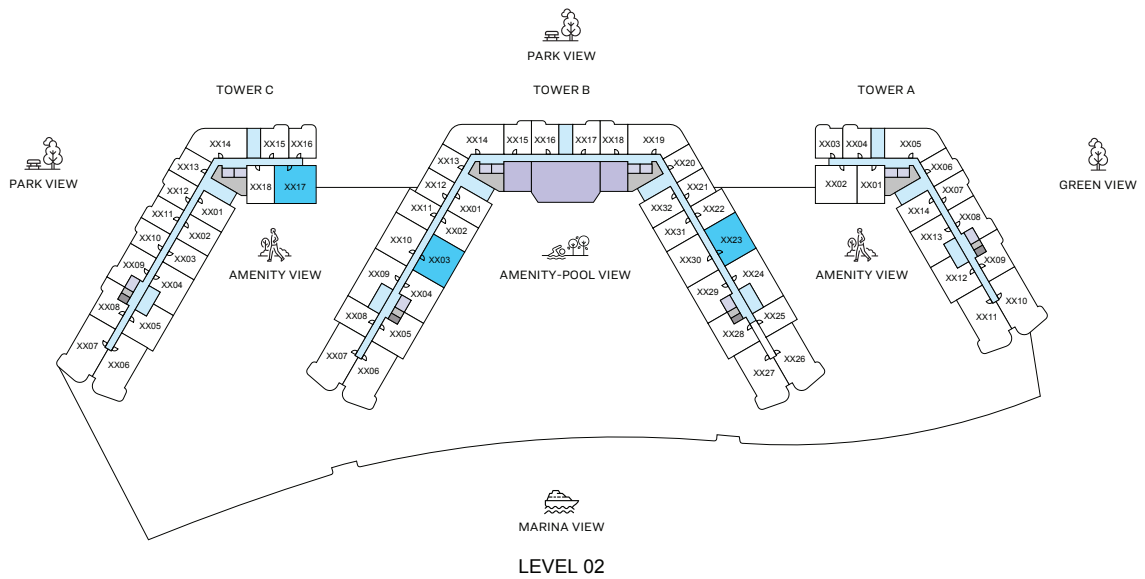 PARK VIEW
TOWER C
TOWER B
TOWER A
PARK VIEW
GREEN VIEW
XX14
XX15
XX16
XX13
XX18
XX17
XX12
XX01
XX11
XX02
XX10
XX03
XX09
XX04
XX08
XX05
XX07
XX06
AMENITY VIEW
XX14
XX15
XX16
XX17
XX18
XX19
XX13
XX20
XX12
XX21
XX01
XX11
XX32
XX22
XX02
XX31
XX23
XX10
XX03
XX30
XX09
XX24
XX04
XX29
XX08
XX25
XX05
XX28
XX07
XX26
XX06
XX27
AMENITY-POOL VIEW
AMENITY VIEW
XX03
XX04
XX05
XX02
XX01
XX06
XX07
XX14
XX08
XX13
XX09
XX12
XX10
XX11
MARINA VIEW
LEVEL 02